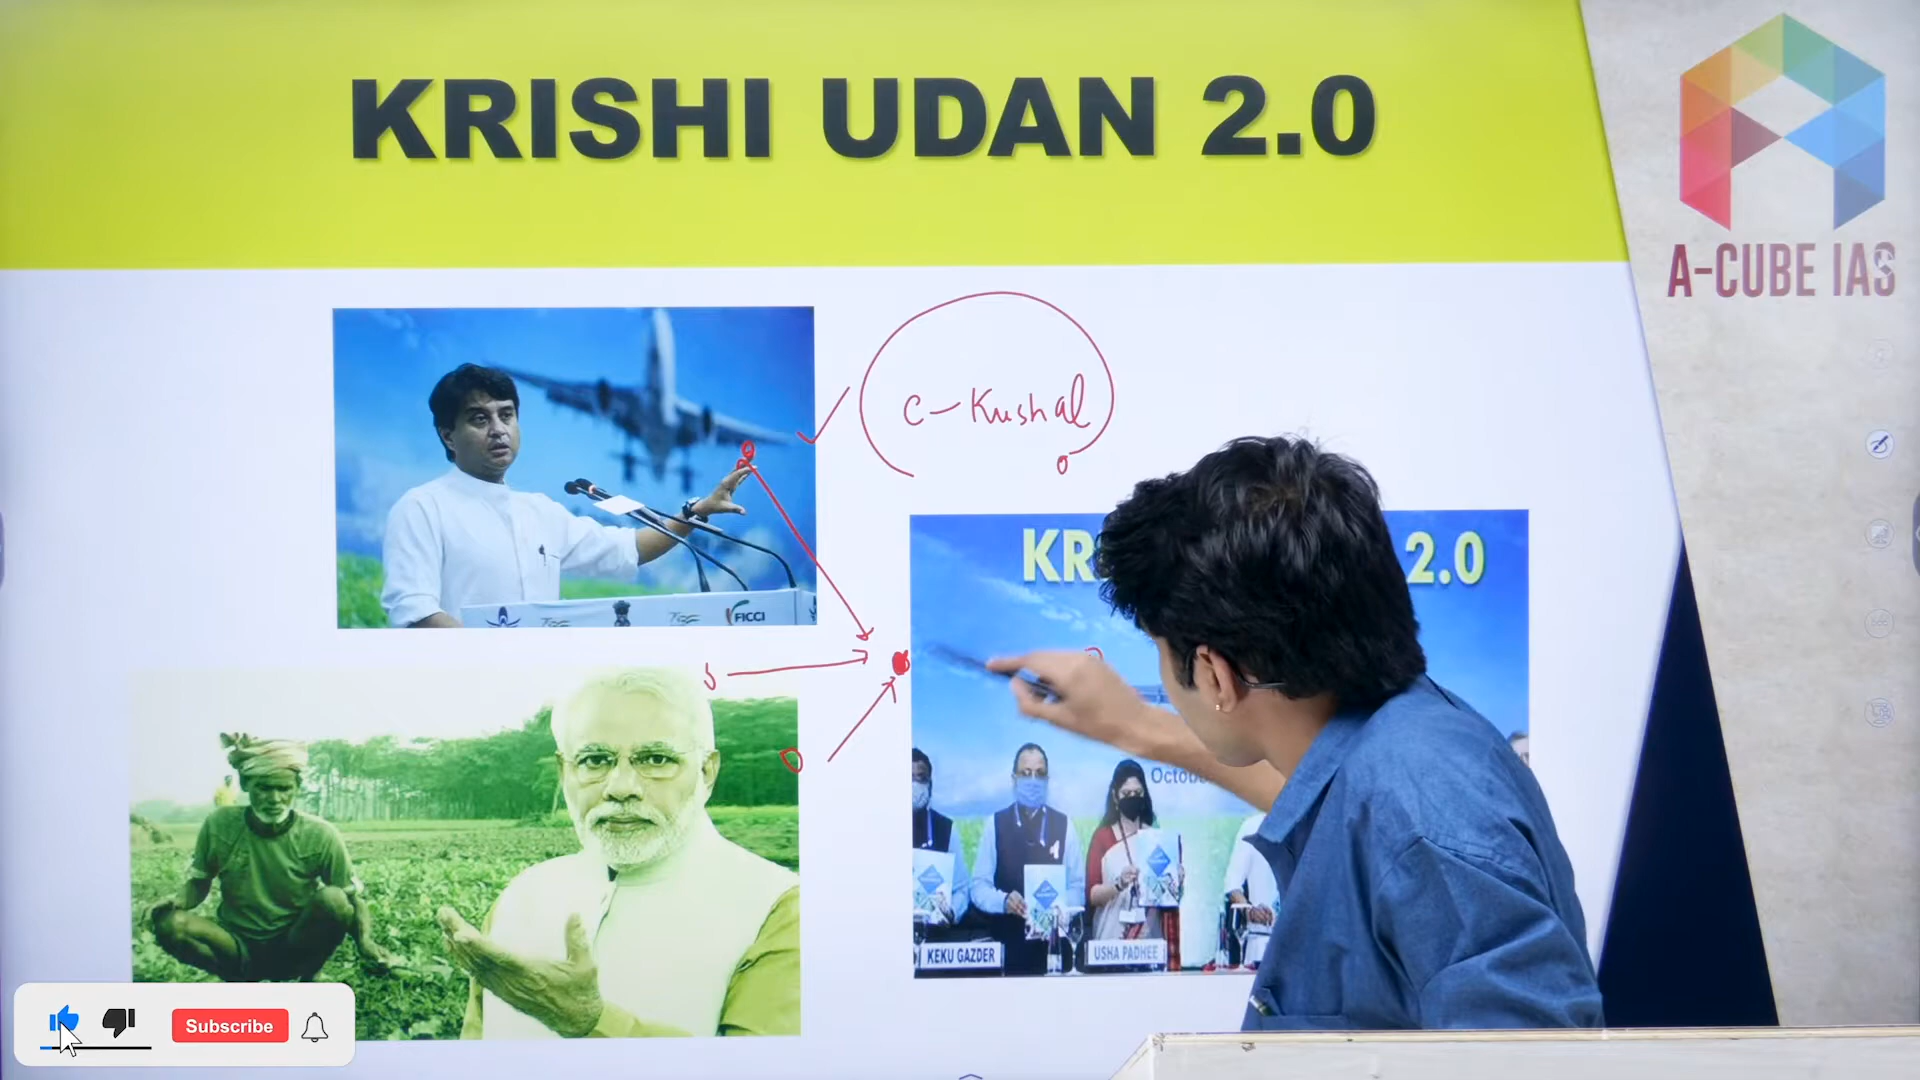 KRISHI UDAN 2.0
A-CUBE IAS
C-Kushal
FICCI
KR 2.0
Octob
KEKU GAZDER
USHA PADHEE
Subscribe